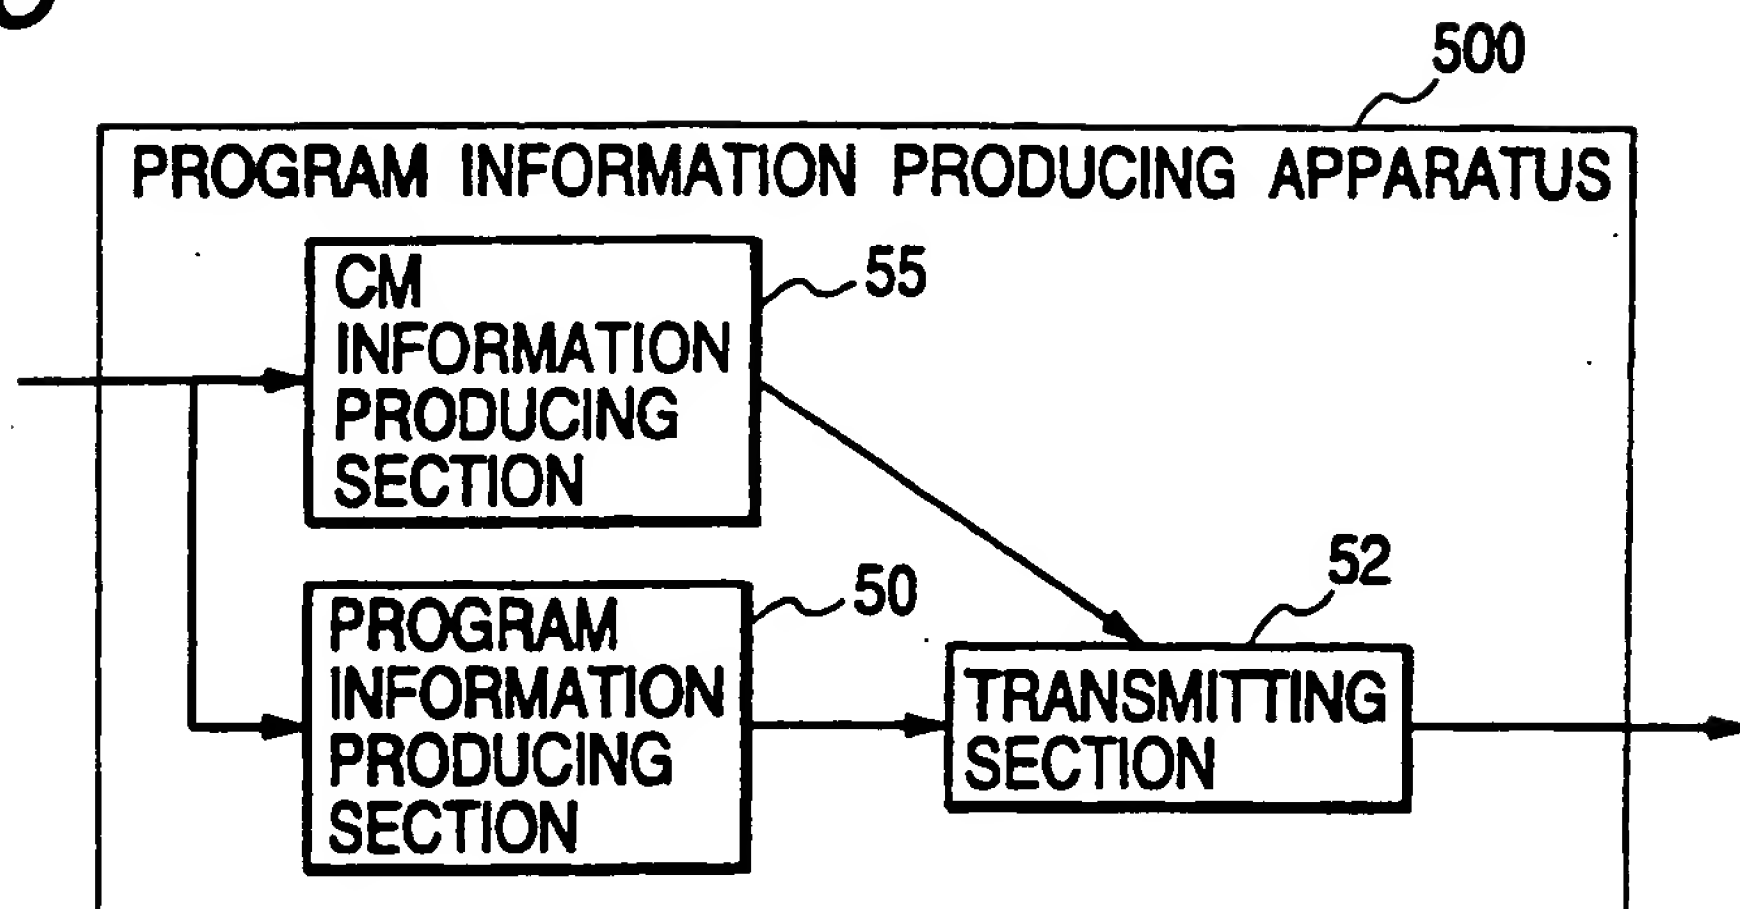 500
PROGRAM INFORMATION PRODUCING APPARATUS
CM
INFORMATION
PRODUCING
SECTION
55
PROGRAM
INFORMATION
PRODUCING
SECTION
50
TRANSMITTING
SECTION
52